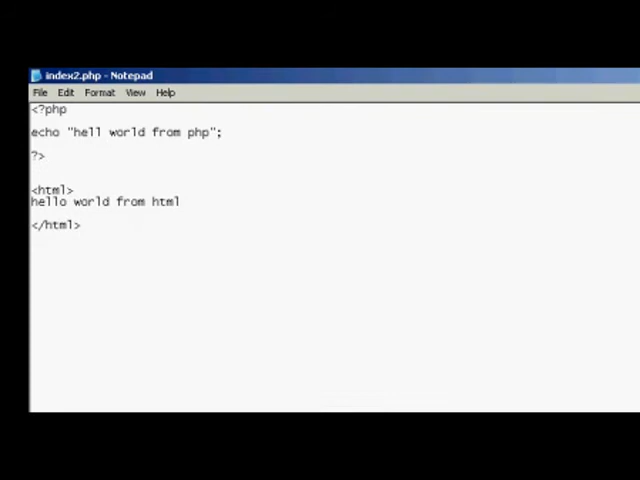 index2.php - Notepad
File Edit Format View Help
<?php
echo "hell world from php";
?>
<html>
hello world from html
</html>